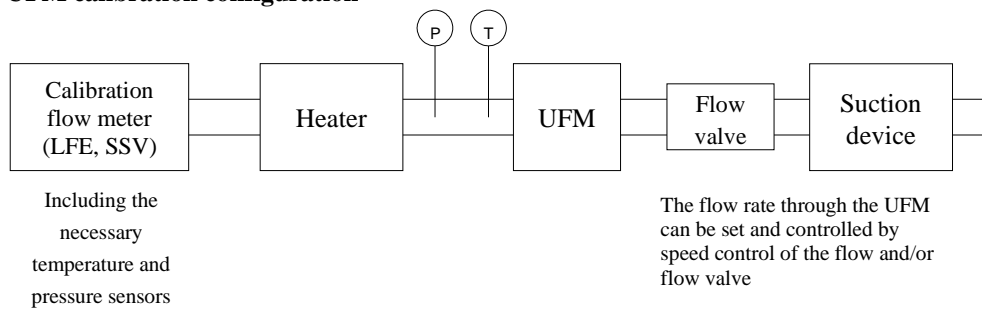 UFM calibration configuration
P
T
Calibration
flow meter
(LFE, SSV)
Heater
UFM
Flow
valve
Suction
device
Including the
necessary
temperature and
pressure sensors
The flow rate through the UFM
can be set and controlled by
speed control of the flow and/or
flow valve